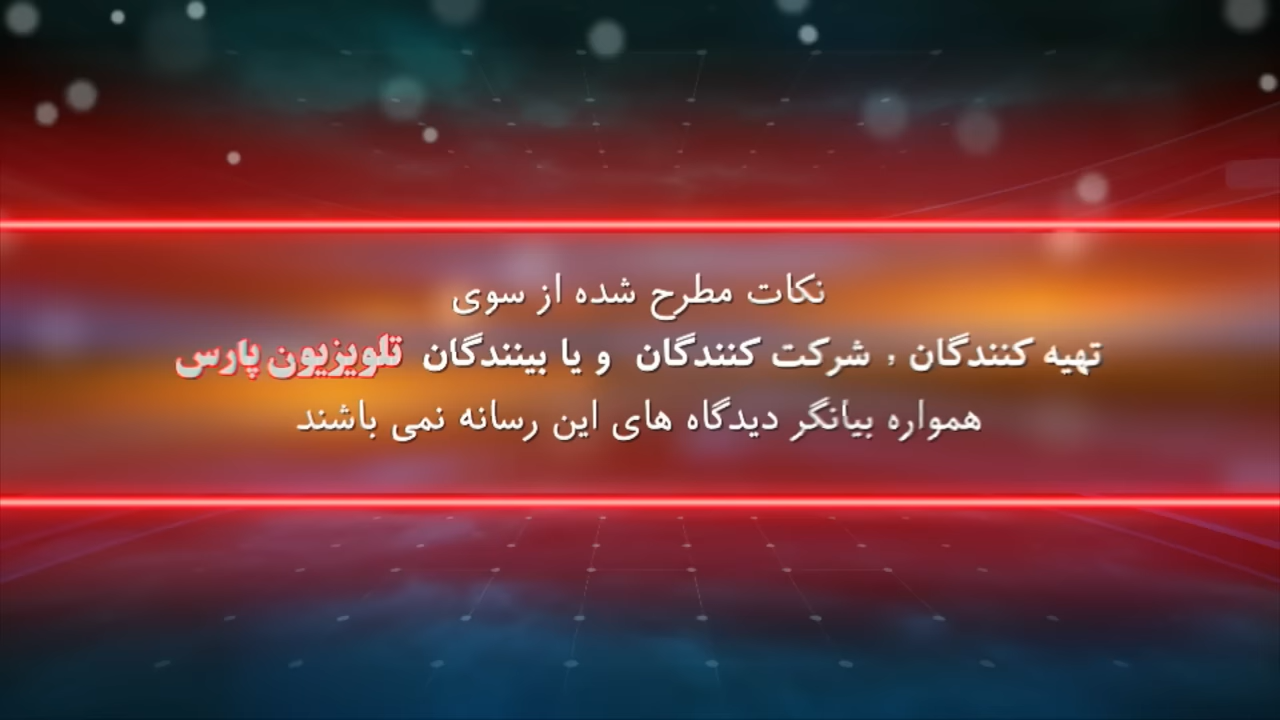 نکات مطرح شده از سوی
تهیه کنندگان , شرکت کنندگان و یا بینندگان تلویزیون پارس
همواره بیانگر دیدگاه های این رسانه نمی باشند